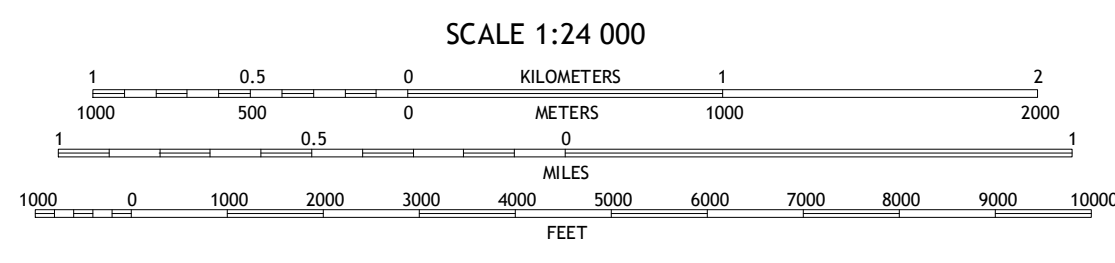 SCALE 1:24 000
1 0.5 0 KILOMETERS 1 2
1000 500 0 METERS 1000 2000
1 0.5 0 1
MILES
1000 0 1000 2000 3000 4000 5000 6000 7000 8000 9000 10000
FEET